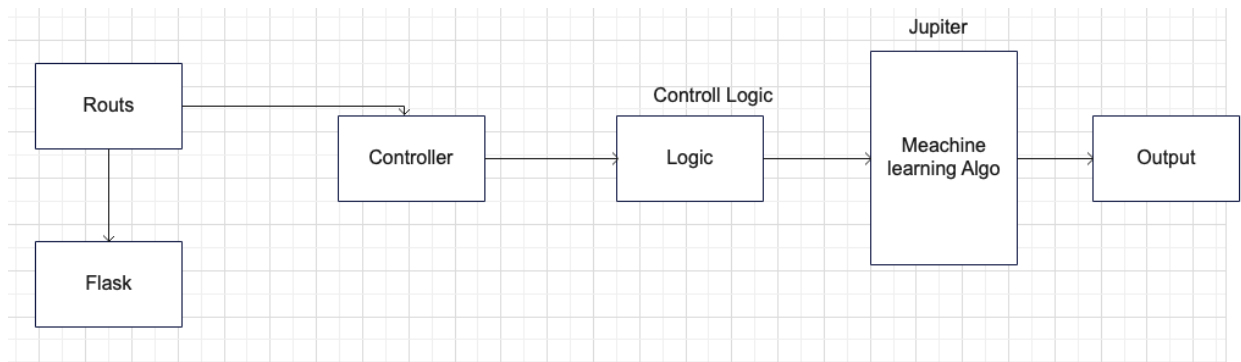 Jupiter
Routs
Controll Logic
Controller
Logic
Meachine
learning Algo
Output
Flask